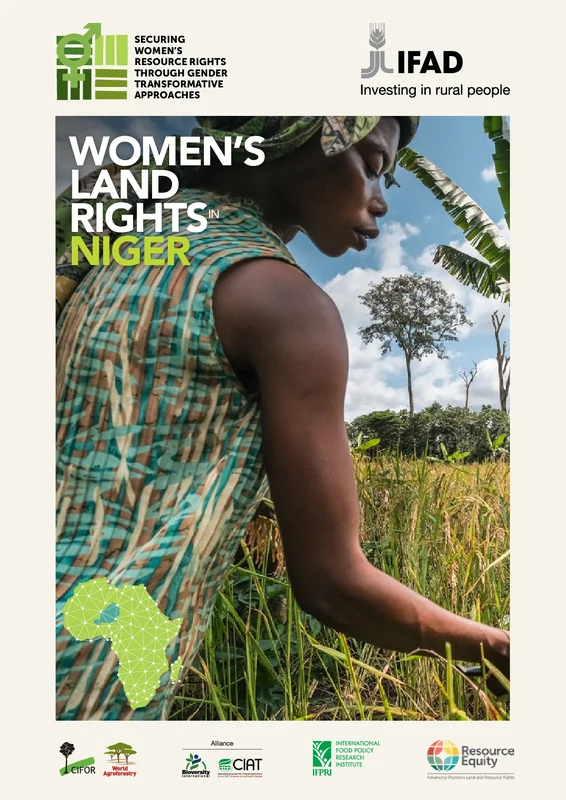 SECURING
WOMEN'S
RESOURCE RIGHTS
THROUGH GENDER
TRANSFORMATIVE
APPROACHES
JLIFAD
Investing in rural people
WOMEN'S
LAND
RIGHTS IN
NIGER
CIFOR
World
Agroforestry
Alliance
Bioversity
International
CIAT
INTERNATIONAL
FOOD POLICY
RESEARCH
INSTITUTE
IFPRI
Resource
Equity
Advancing Women's Land and Resource Rights